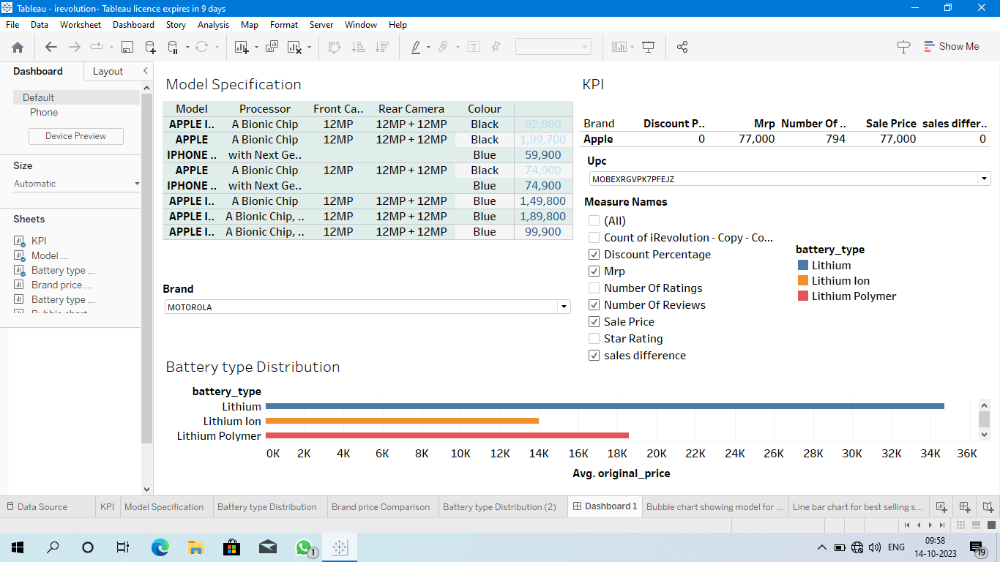 Tableau - irevolution- Tableau licence expires in 9 days
File Data Worksheet Dashboard Story Analysis Map Format Server Window Help
Show Me
Dashboard Layout
Default
Phone
Device Preview
Size
Automatic
Sheets
KPI
Model ...
Battery type ...
Brand price ...
Battery type ...
Bubble chart
Model Specification
Model Processor Front Ca.. Rear Camera Colour
APPLE I.. A Bionic Chip 12MP 12MP + 12MP Black 92,800
APPLE A Bionic Chip 12MP 12MP + 12MP Black 1,99,700
IPHONE .. with Next Ge.. Blue 59,900
APPLE A Bionic Chip 12MP 12MP + 12MP Black 74,900
IPHONE .. with Next Ge.. Blue 74,900
APPLE I.. A Bionic Chip 12MP 12MP + 12MP Blue 1,49,800
APPLE I.. A Bionic Chip, .. 12MP 12MP + 12MP Blue 1,89,800
APPLE I.. A Bionic Chip, .. 12MP 12MP + 12MP Blue 99,900
Brand
MOTOROLA
KPI
Brand Discount P.. Mrp Number Of .. Sale Price sales differ..
Apple 0 77,000 794 77,000 0
Upc
MOBEXRGVPK7PFEJZ
Measure Names
(All)
Count of iRevolution - Copy - Co...
Discount Percentage
Mrp
Number Of Ratings
Number Of Reviews
Sale Price
Star Rating
sales difference
battery_type
Lithium
Lithium Ion
Lithium Polymer
Battery type Distribution
battery_type
Lithium
Lithium Ion
Lithium Polymer
0K 2K 4K 6K 8K 10K 12K 14K 16K 18K 20K 22K 24K 26K 28K 30K 32K 34K 36K
Avg. original_price
Data Source KPI Model Specification Battery type Distribution Brand price Comparison Battery type Distribution (2) Dashboard 1 Bubble chart showing model for ... Line bar chart for best selling s...
1 ENG 09:58 19
14-10-2023